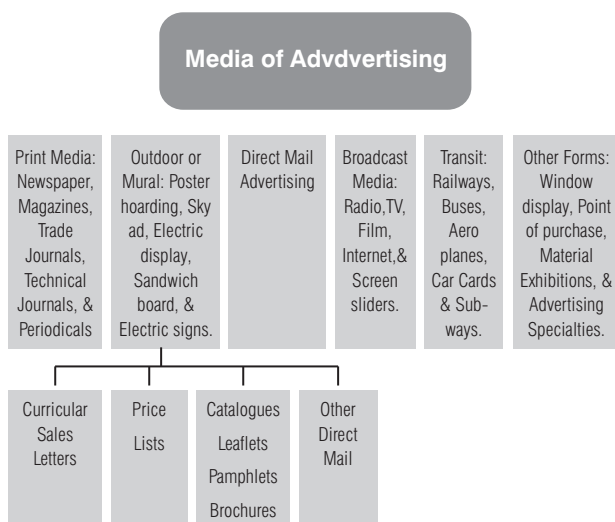 Media of Advdvertising
Print Media:
Newspaper,
Magazines,
Trade
Journals,
Technical
Journals, &
Periodicals
Outdoor or
Mural: Poster
hoarding, Sky
ad, Electric
display,
Sandwich
board, &
Electric signs.
Direct Mail
Advertising
Broadcast
Media:
Radio,TV,
Film,
Internet,&
Screen
sliders.
Transit:
Railways,
Buses,
Aero
planes,
Car Cards
& Sub-
ways.
Other Forms:
Window
display, Point
of purchase,
Material
Exhibitions, &
Advertising
Specialties.
Curricular
Sales
Letters
Price
Lists
Catalogues
Leaflets
Pamphlets
Brochures
Other
Direct
Mail